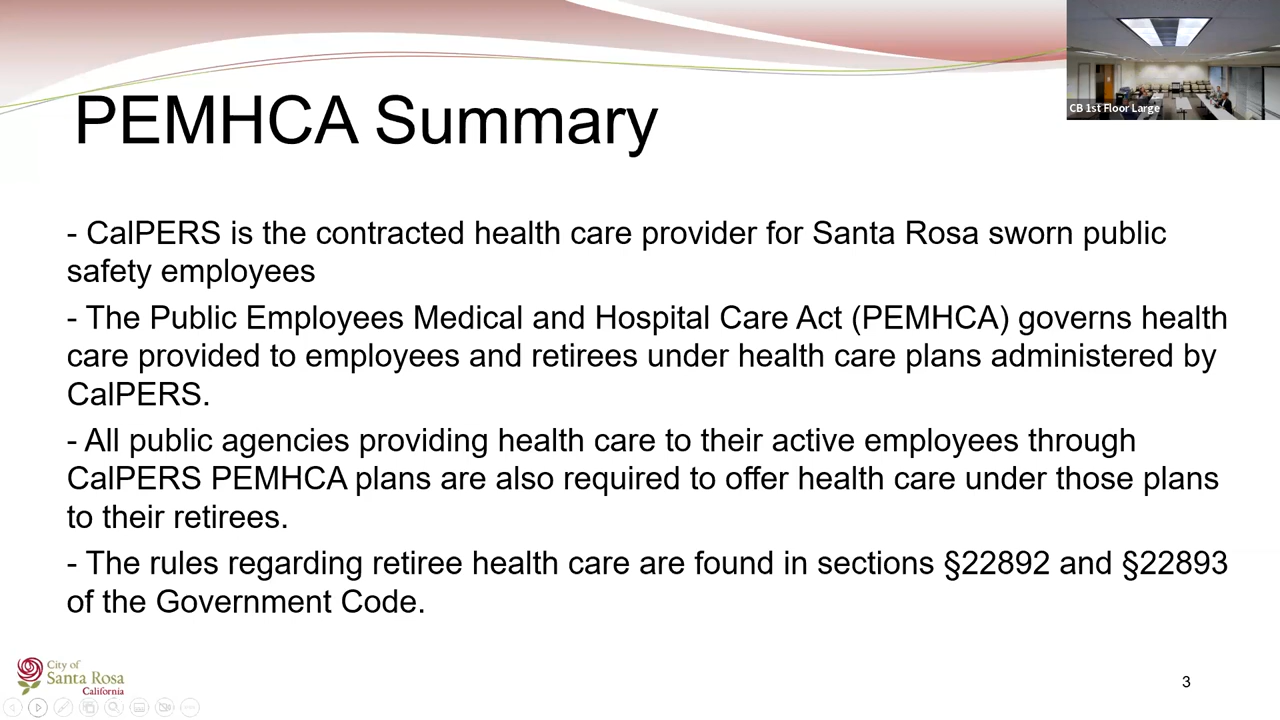 CB 1st Floor Large
PEMHCA Summary
- CalPERS is the contracted health care provider for Santa Rosa sworn public
safety employees
- The Public Employees Medical and Hospital Care Act (PEMHCA) governs health
care provided to employees and retirees under health care plans administered by
CalPERS.
- All public agencies providing health care to their active employees through
CalPERS PEMHCA plans are also required to offer health care under those plans
to their retirees.
- The rules regarding retiree health care are found in sections §22892 and §22893
of the Government Code.
City of
Santa Rosa
California
3